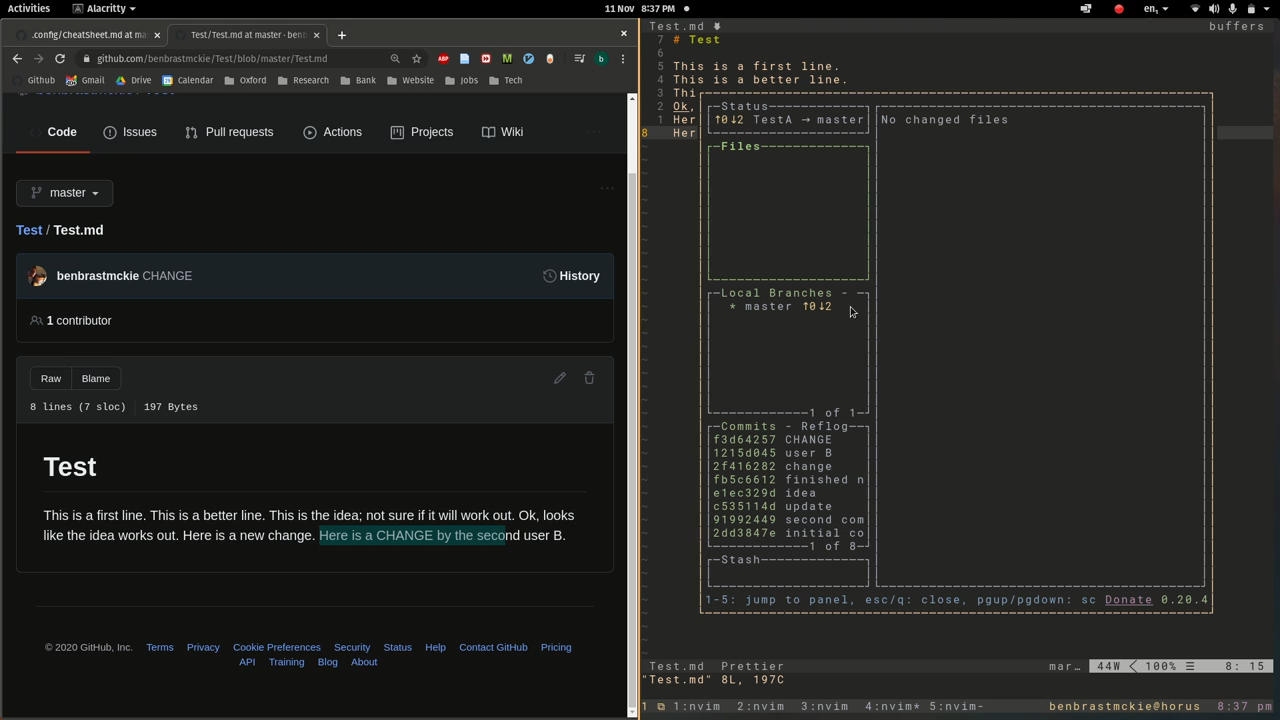 Activities
Alacritty
11 Nov 8:37 PM
en₁
.config/CheatSheet.md at ma
Test/Test.md at master · ben
github.com/benbrastmckie/Test/blob/master/Test.md
ABP
M
b
Github
Gmail
Drive
Calendar
Oxford
Research
Bank
Website
Jobs
Tech
Code
Issues
Pull requests
Actions
Projects
Wiki
master
Test / Test.md
benbrastmckie CHANGE
History
1 contributor
Raw
Blame
8 lines (7 sloc)
197 Bytes
Test
This is a first line. This is a better line. This is the idea; not sure if it will work out. Ok, looks
like the idea works out. Here is a new change. Here is a CHANGE by the second user B.
© 2020 GitHub, Inc.
Terms
Privacy
Cookie Preferences
Security
Status
Help
Contact GitHub
Pricing
API
Training
Blog
About
Test.md
buffers
7 # Test
6
5 This is a first line.
4 This is a better line.
3 Thi
2 Ok,
1 Her
8 Her
Status
↑0↓2 TestA → master
No changed files
Files
Local Branches -
* master ↑0↓2
1 of 1
Commits - Reflog
f3d64257 CHANGE
1215d045 user B
2f416282 change
fb5c6612 finished n
e1ec329d idea
c535114d update
91992449 second com
2dd3847e initial co
1 of 8
Stash
1-5: jump to panel, esc/q: close, pgup/pgdown: sc Donate 0.20.4
Test.md Prettier
mar… 44W 100% ☰ 8: 15
"Test.md" 8L, 197C
1 1:nvim 2:nvim 3:nvim 4:nvim* 5:nvim-
benbrastmckie@horus 8:37 pm